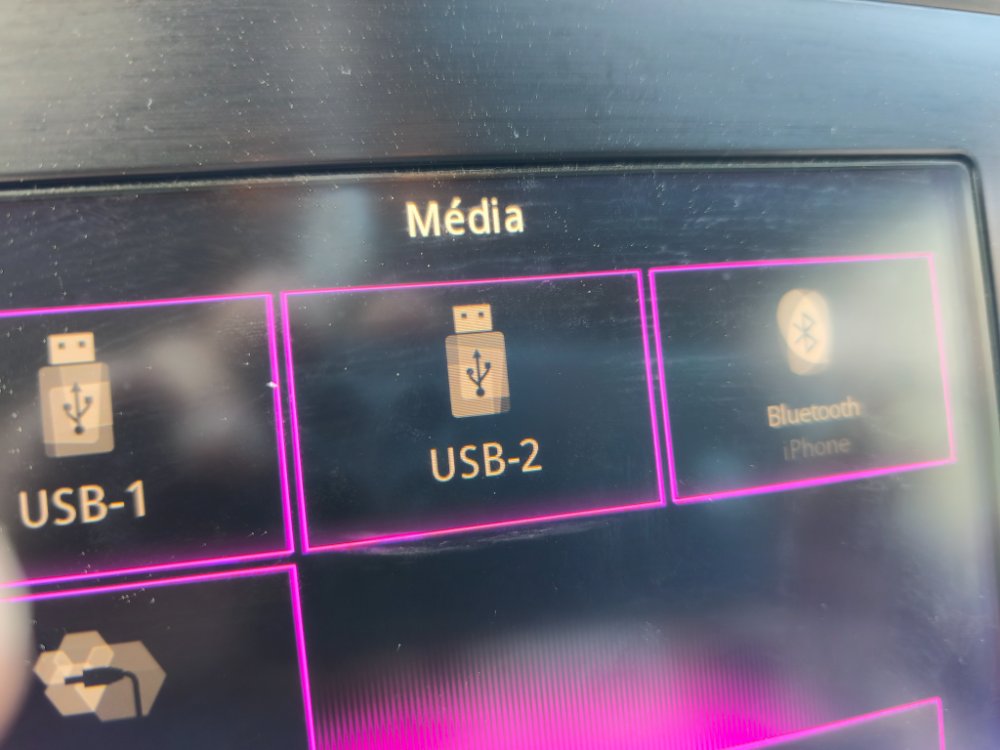 Média
USB-1
USB-2
Bluetooth
iPhone